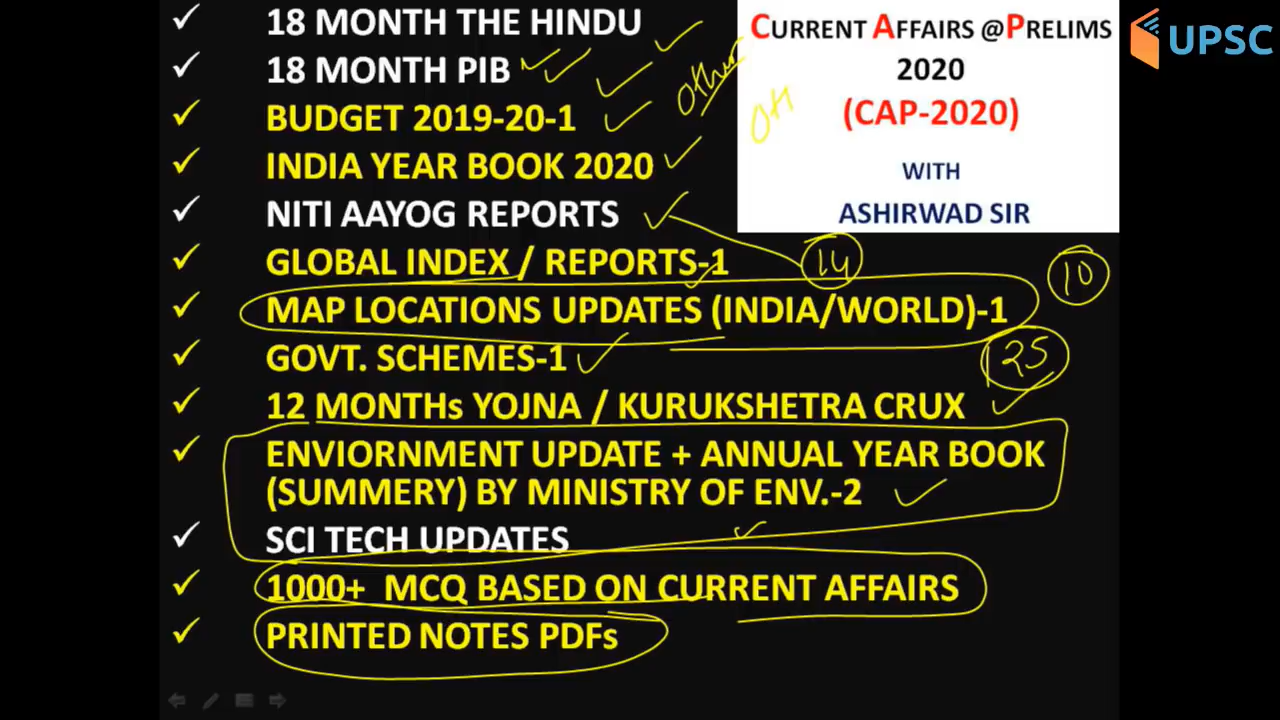 18 MONTH THE HINDU
18 MONTH PIB
BUDGET 2019-20-1
INDIA YEAR BOOK 2020
NITI AAYOG REPORTS
GLOBAL INDEX / REPORTS-1
MAP LOCATIONS UPDATES (INDIA/WORLD)-1
GOVT. SCHEMES-1
12 MONTHs YOJNA / KURUKSHETRA CRUX
ENVIORNMENT UPDATE + ANNUAL YEAR BOOK
(SUMMERY) BY MINISTRY OF ENV.-2
SCI TECH UPDATES
1000+ MCQ BASED ON CURRENT AFFAIRS
PRINTED NOTES PDFs
CURRENT AFFAIRS @PRELIMS
2020
(CAP-2020)
WITH
ASHIRWAD SIR
UPSC
14
10
25